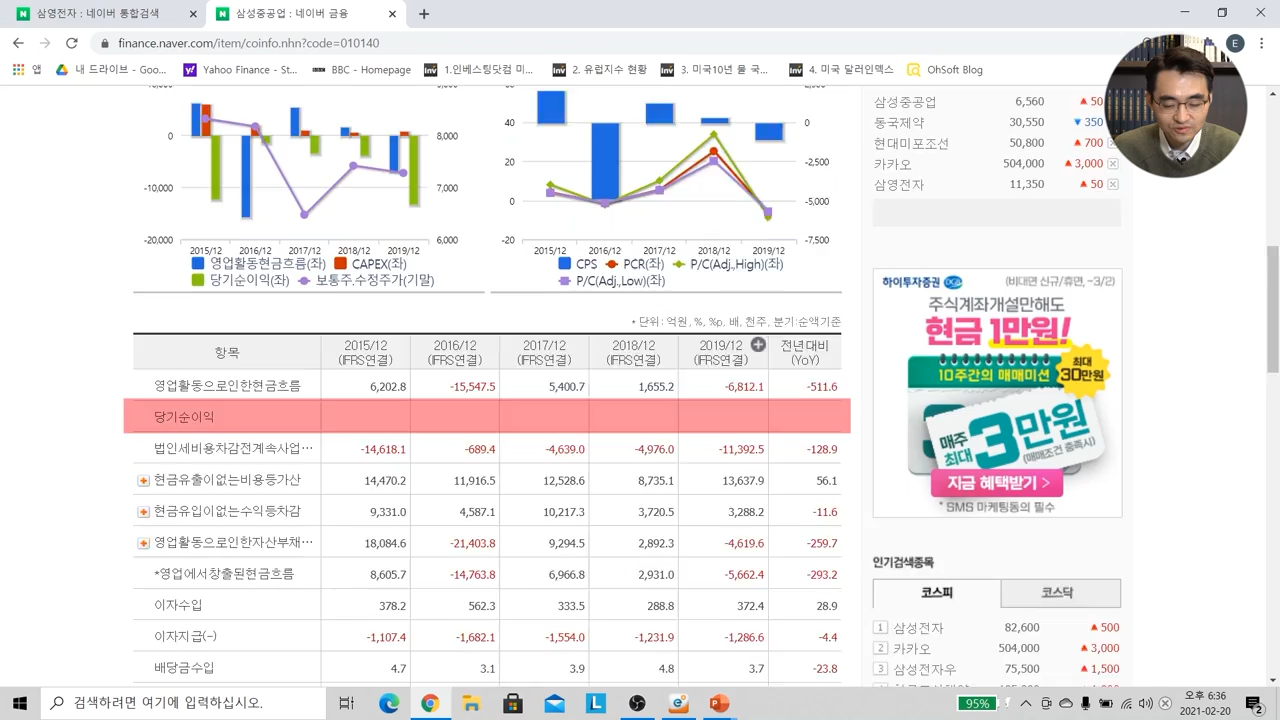 삼영전자 : 네이버 통합검색
삼성중공업 : 네이버 금융
finance.naver.com/item/coinfo.nhn?code=010140
E
앱
내 드라이브 - Goo...
Yahoo Finance - St...
BBC - Homepage
1.인베스팅닷컴 미...
2. 유럽지수 현황
3. 미국10년 물 국...
4. 미국 달러인덱스
OhSoft Blog
0
-10,000
-20,000
8,000
7,000
6,000
2015/12 2016/12 2017/12 2018/12 2019/12
영업활동현금흐름(좌) CAPEX(좌)
당기순이익(좌) 보통주,수정주가(기말)
40
20
0
-20
0
-2,500
-5,000
-7,500
2015/12 2016/12 2017/12 2018/12 2019/12
CPS PCR(좌) P/C(Adj.,High)(좌)
P/C(Adj.,Low)(좌)
* 단위: 억원, %, %p, 배, 천주, 분기:순액기준
항목 2015/12 (IFRS연결) 2016/12 (IFRS연결) 2017/12 (IFRS연결) 2018/12 (IFRS연결) 2019/12 (IFRS연결) 전년대비 (YoY)
영업활동으로인한현금흐름 6,202.8 -15,547.5 5,400.7 1,655.2 -6,812.1 -511.6
당기순이익
법인세비용차감전계속사업… -14,618.1 -689.4 -4,639.0 -4,976.0 -11,392.5 -128.9
현금유출이없는비용등가산 14,470.2 11,916.5 12,528.6 8,735.1 13,637.9 56.1
현금유입이없는수익등차감 9,331.0 4,587.1 10,217.3 3,720.5 3,288.2 -11.6
영업활동으로인한자산부채… 18,084.6 -21,403.8 9,294.5 2,892.3 -4,619.6 -259.7
*영업에서창출된현금흐름 8,605.7 -14,763.8 6,966.8 2,931.0 -5,662.4 -293.2
이자수입 378.2 562.3 333.5 288.8 372.4 28.9
이자지급(-) -1,107.4 -1,682.1 -1,554.0 -1,231.9 -1,286.6 -4.4
배당금수입 4.7 3.1 3.9 4.8 3.7 -23.8
삼성중공업 6,560 ▲50
동국제약 30,550 ▼350
현대미포조선 50,800 ▲700
카카오 504,000 ▲3,000
삼영전자 11,350 ▲50
하이투자증권 DGB (비대면 신규/휴면, ~3/2)
주식계좌개설만해도
현금 1만원!
10주간의 매매미션
최대
30만원
매주
최대 3만원
(매매조건 충족시)
지금 혜택받기 >
* SMS 마케팅동의 필수
인기검색종목
코스피 코스닥
1 삼성전자 82,600 ▲500
2 카카오 504,000 ▲3,000
3 삼성전자우 75,500 ▲1,500
검색하려면 여기에 입력하십시오.
95%
오후 6:36
2021-02-20
2